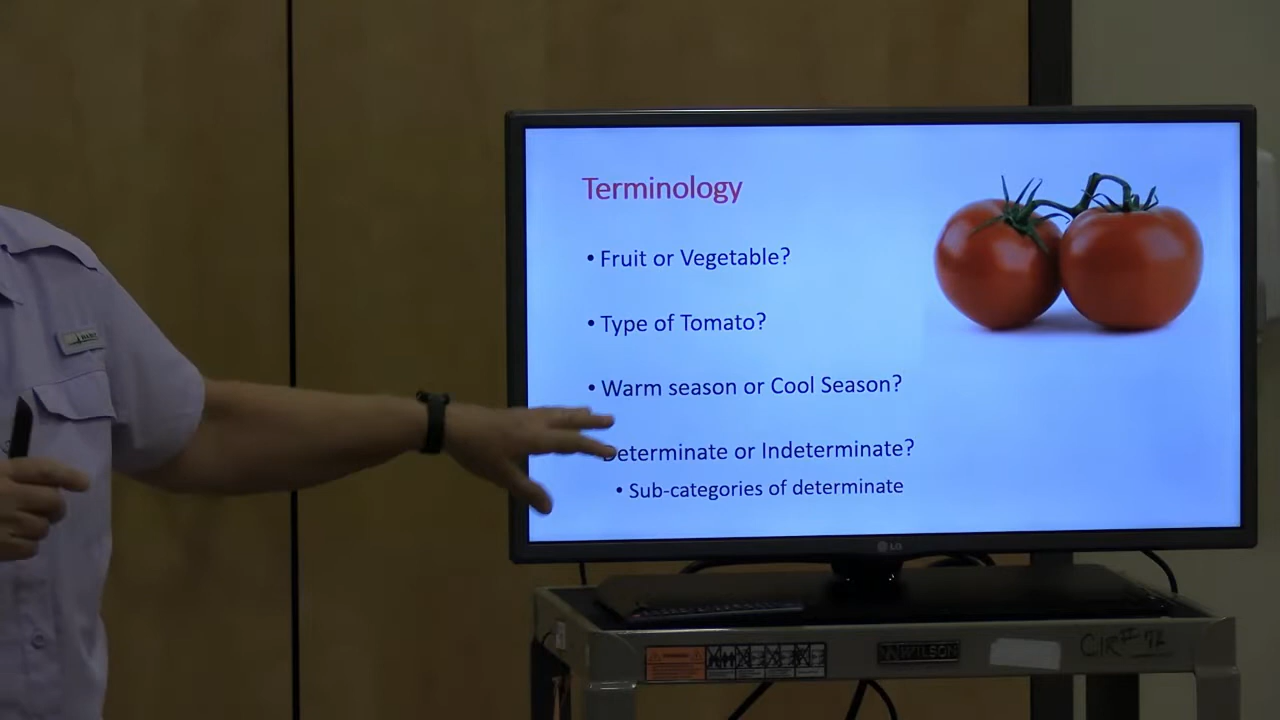 Terminology
• Fruit or Vegetable?
• Type of Tomato?
• Warm season or Cool Season?
Determinate or Indeterminate?
• Sub-categories of determinate
LG
WILSON